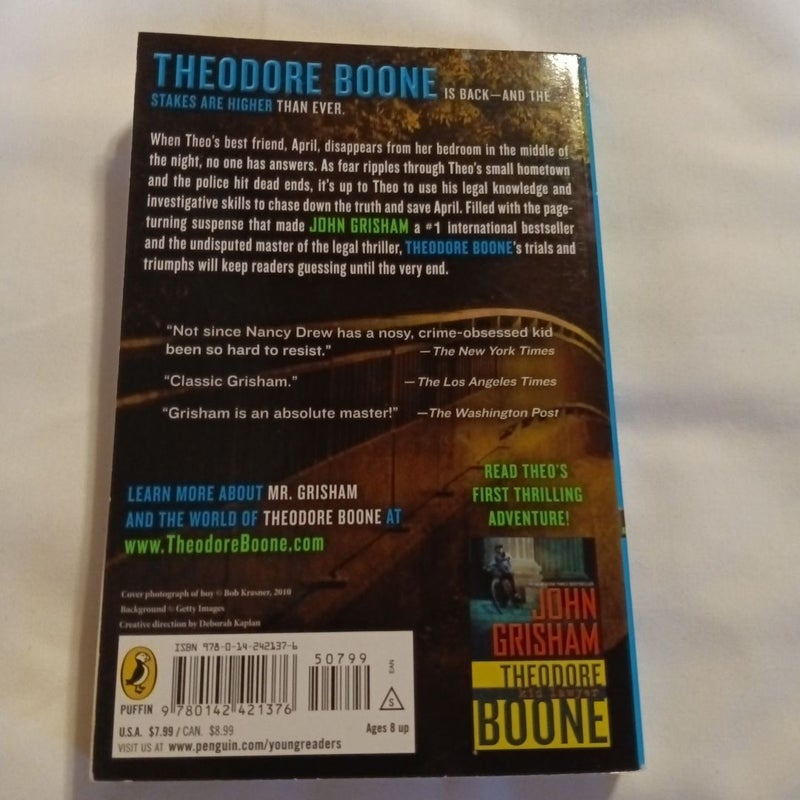 THEODORE BOONE IS BACK—AND THE
STAKES ARE HIGHER THAN EVER.
When Theo's best friend, April, disappears from her bedroom in the middle of
the night, no one has answers. As fear ripples through Theo's small hometown
and the police hit dead ends, it's up to Theo to use his legal knowledge and
investigative skills to chase down the truth and save April. Filled with the page-
turning suspense that made JOHN GRISHAM a #1 international bestseller
and the undisputed master of the legal thriller, THEODORE BOONE's trials and
triumphs will keep readers guessing until the very end.
"Not since Nancy Drew has a nosy, crime-obsessed kid
been so hard to resist." —The New York Times
"Classic Grisham." —The Los Angeles Times
"Grisham is an absolute master!" —The Washington Post
LEARN MORE ABOUT MR. GRISHAM
AND THE WORLD OF THEODORE BOONE AT
www.TheodoreBoone.com
READ THEO'S
FIRST THRILLING
ADVENTURE!
JOHN
GRISHAM
THEODORE
kid lawyer
BOONE
Cover photograph of boy © Bob Krasner, 2010
Background © Getty Images
Creative direction by Deborah Kaplan
ISBN 978-0-14-242137-6
50799
EAN
S
PUFFIN
9 780142 421376
U.S.A. $7.99 / CAN. $8.99
Ages 8 up
VISIT US AT www.penguin.com/youngreaders